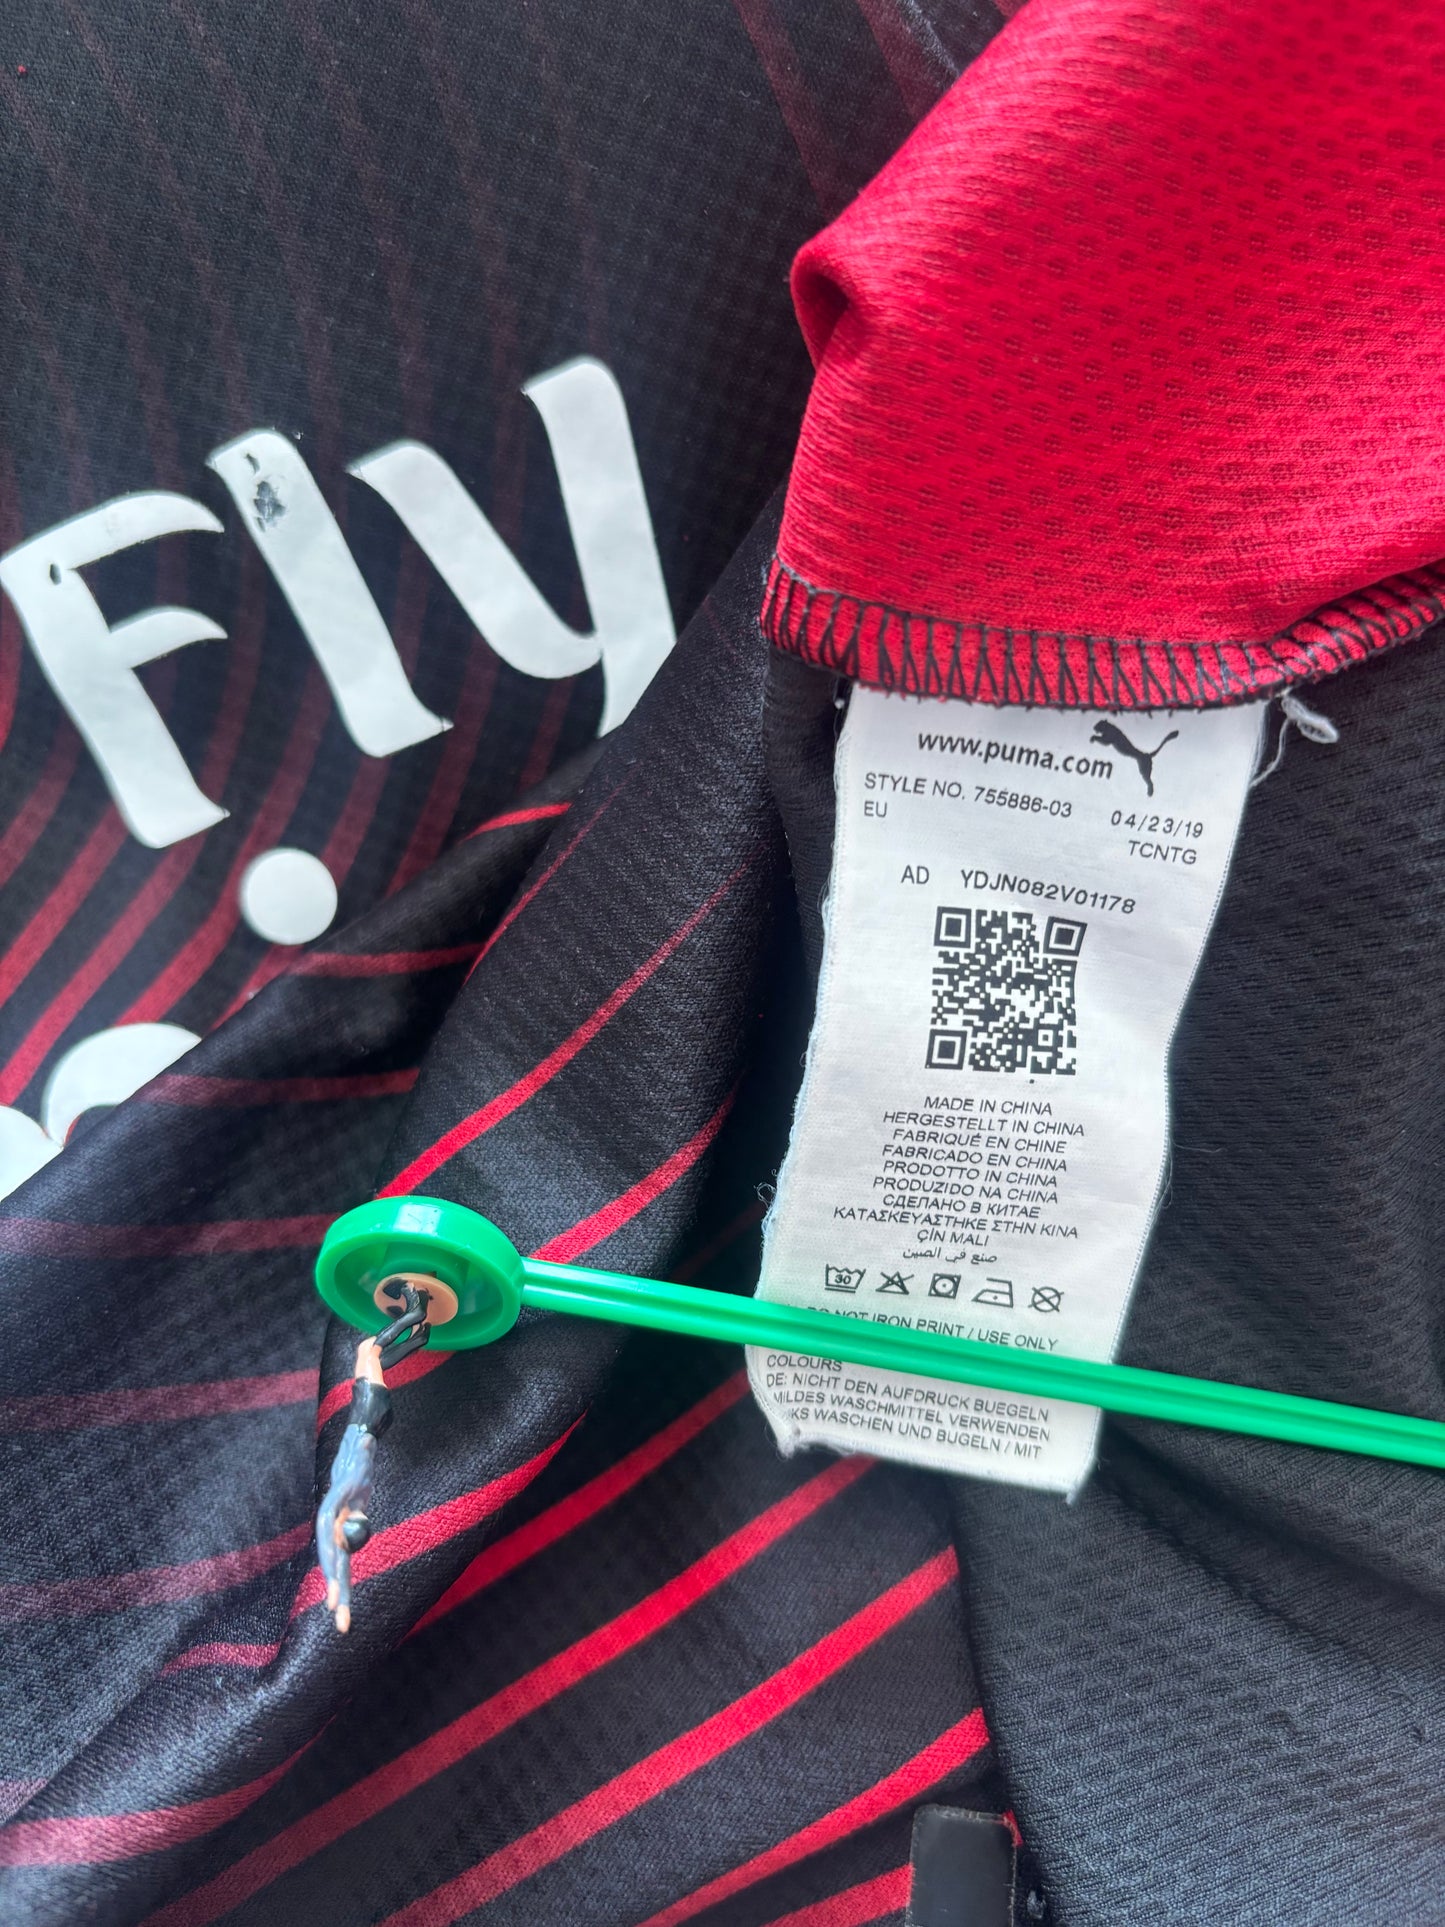 Fly
www.puma.com
STYLE NO. 755886-03 04/23/19
EU TCNTG
AD YDJN082V01178
MADE IN CHINA
HERGESTELLT IN CHINA
FABRIQUÉ EN CHINE
FABRICADO EN CHINA
PRODOTTO IN CHINA
PRODUZIDO NA CHINA
СДЕЛАНО В КИТАЕ
ΚΑΤΑΣΚΕΥΑΣΤΗΚΕ ΣΤΗΝ ΚΙΝΑ
ÇİN MALI
صنع في الصين
30
DO NOT IRON PRINT / USE ONLY
COLOURS
DE: NICHT DEN AUFDRUCK BUEGELN
MILDES WASCHMITTEL VERWENDEN
WASCHEN UND BUGELN / MIT